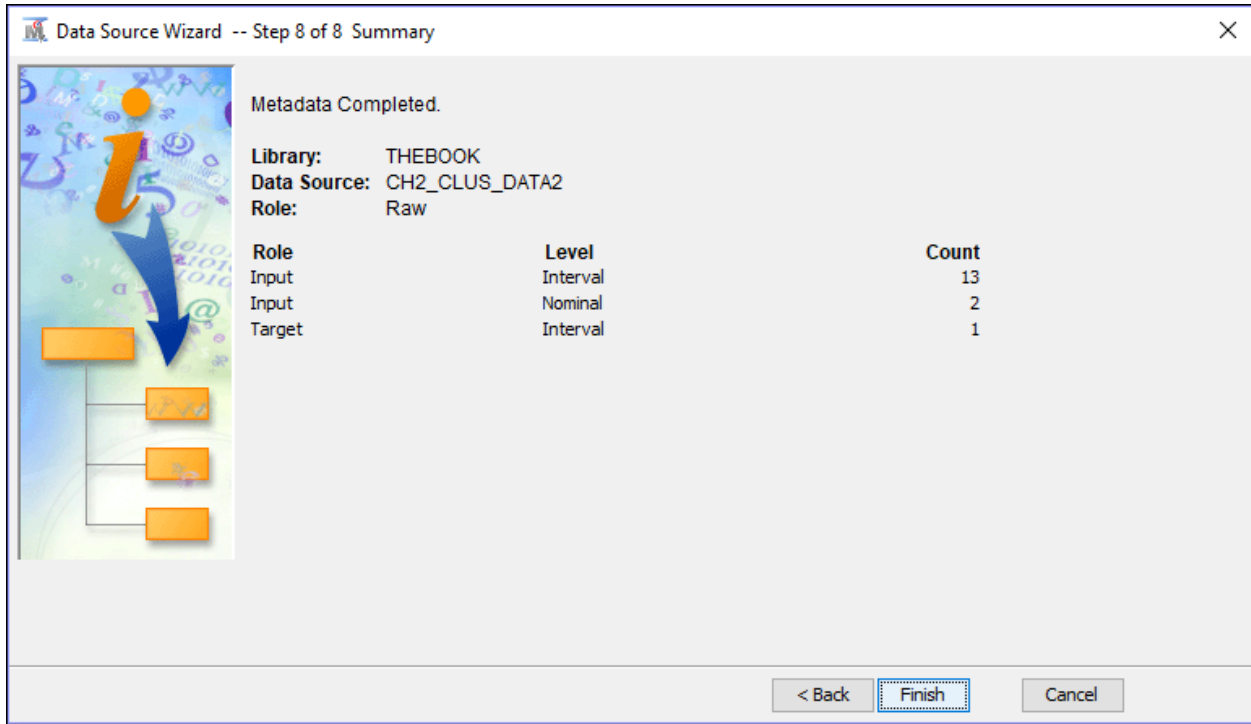 Data Source Wizard -- Step 8 of 8 Summary
Metadata Completed.
Library: THEBOOK
Data Source: CH2_CLUS_DATA2
Role: Raw
Role Level Count
Input Interval 13
Input Nominal 2
Target Interval 1
< Back Finish Cancel